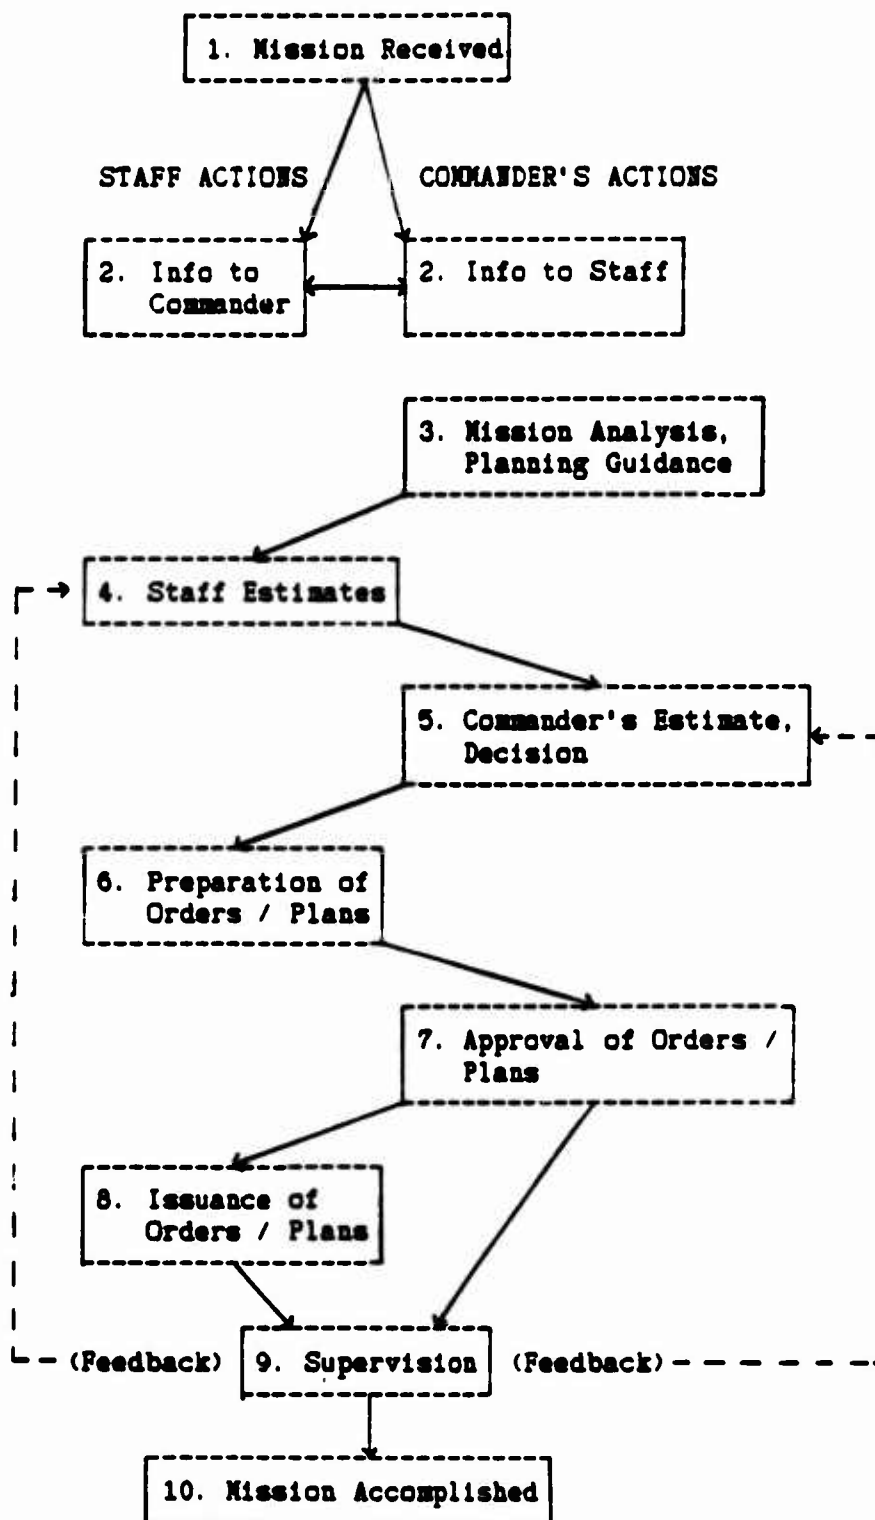 1. Mission Received
STAFF ACTIONS
COMMANDER'S ACTIONS
2. Info to
Commander
2. Info to Staff
3. Mission Analysis,
Planning Guidance
4. Staff Estimates
5. Commander's Estimate,
Decision
6. Preparation of
Orders / Plans
7. Approval of Orders /
Plans
8. Issuance of
Orders / Plans
(Feedback)
9. Supervision
(Feedback)
10. Mission Accomplished